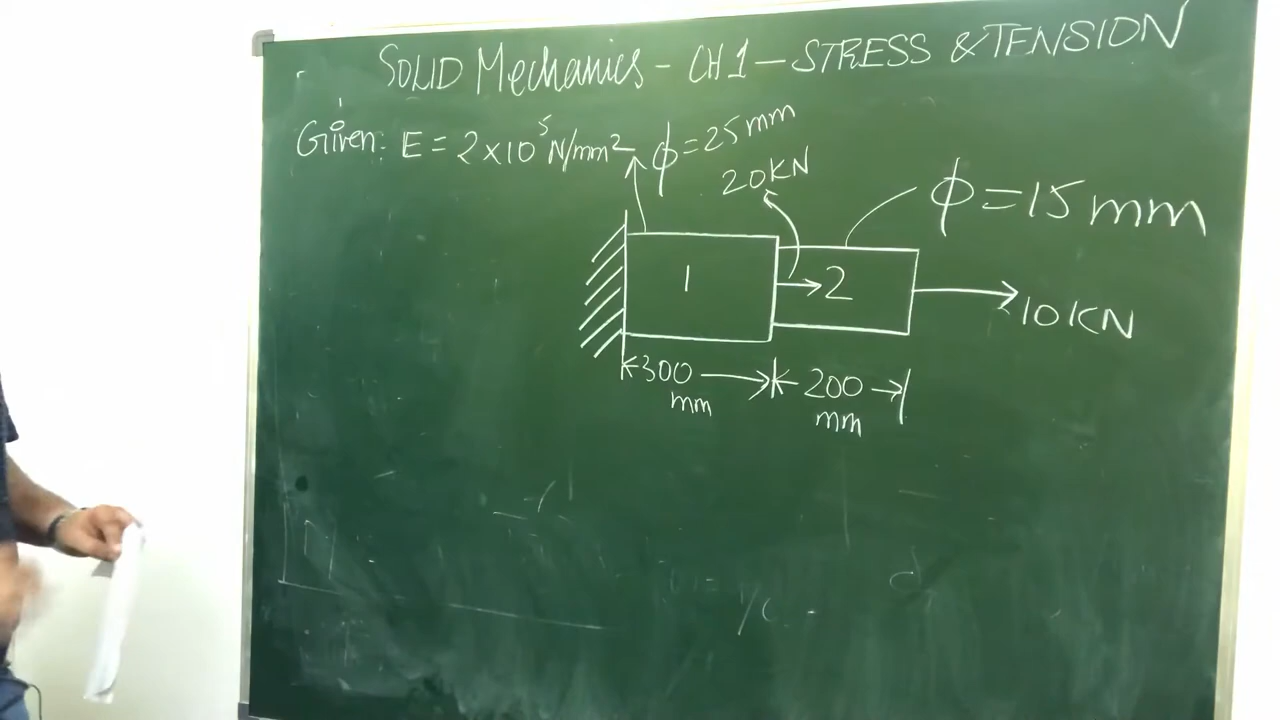 SOLID Mechanics - CH 1 - STRESS & TENSION
Given: E = 2×10⁵ N/mm²
ϕ = 25 mm
20 KN
ϕ = 15 mm
1
2
10 KN
300 mm
200 mm